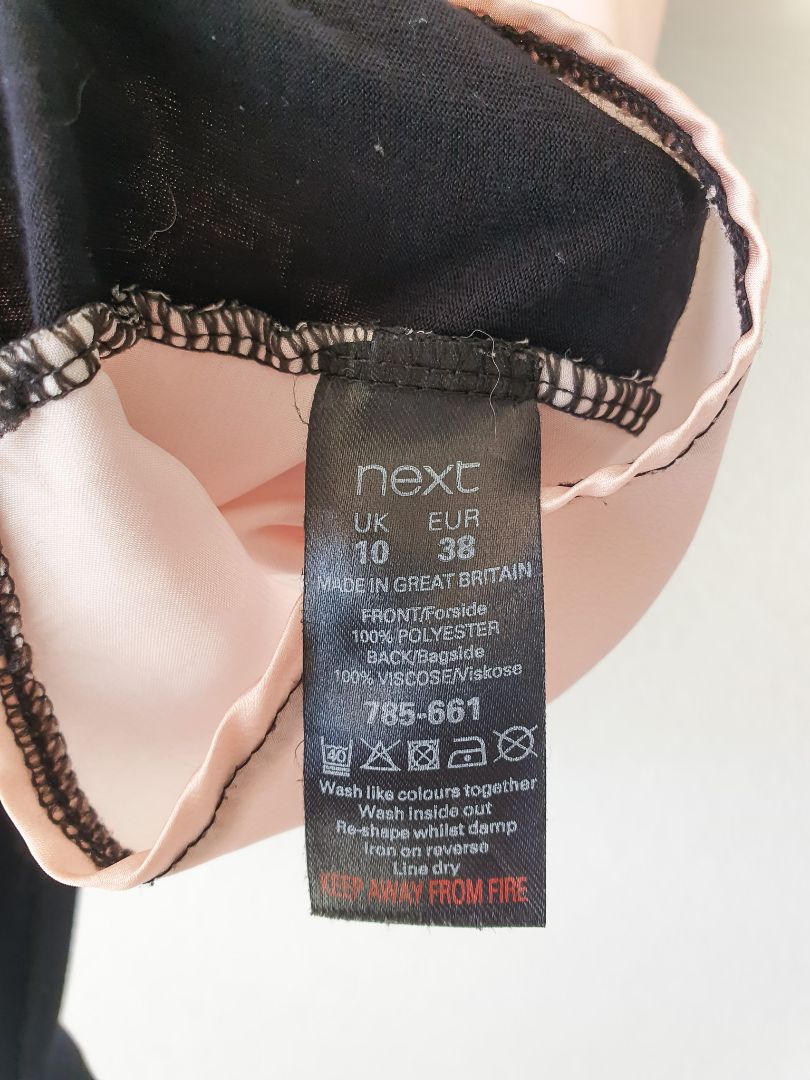 next
UK EUR
10 38
MADE IN GREAT BRITAIN
FRONT/Forside
100% POLYESTER
BACK/Bagside
100% VISCOSE/Viskose
785-661
40
Wash like colours together
Wash inside out
Re-shape whilst damp
Iron on reverse
Line dry
KEEP AWAY FROM FIRE